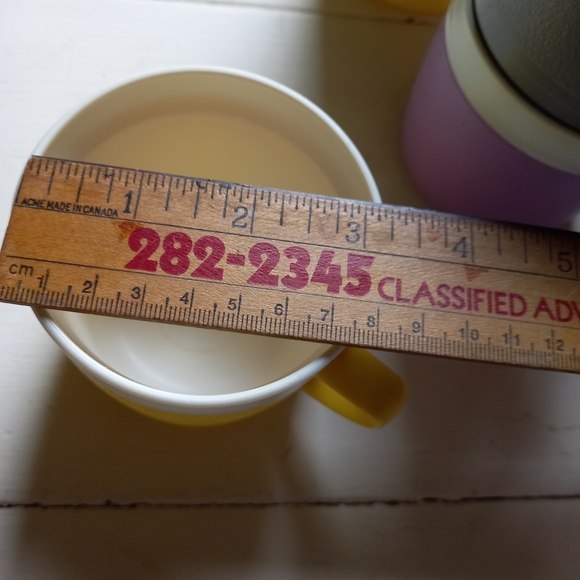 1 2 3 4 5
ACME MADE IN CANADA
282-2345 CLASSIFIED ADV
cm 1 2 3 4 5 6 7 8 9 10 11 12